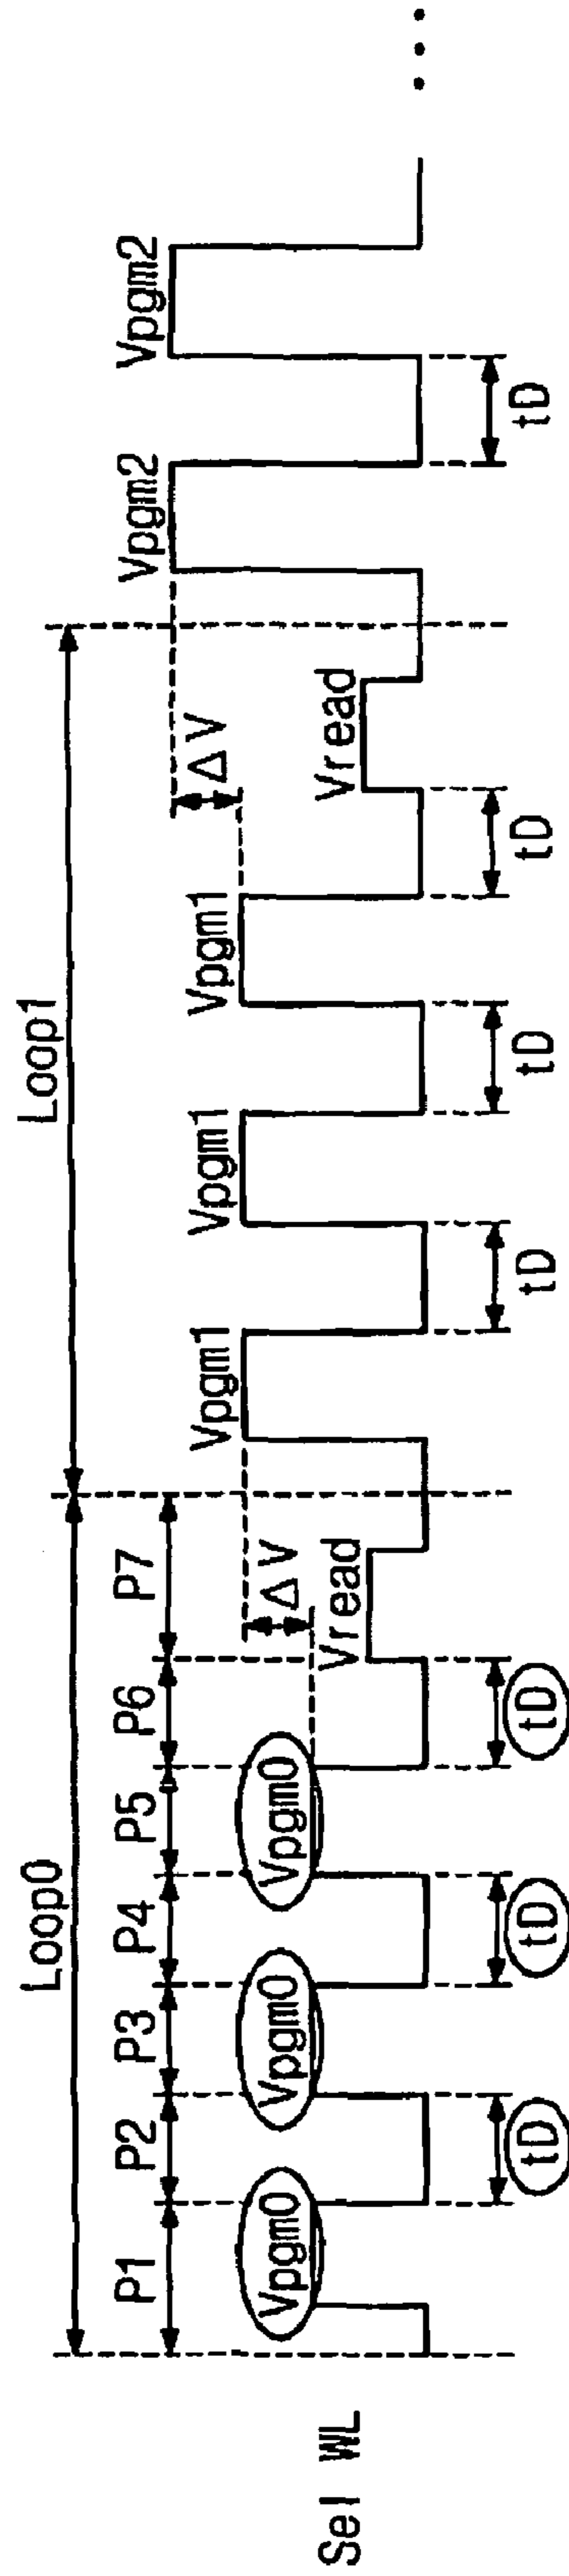 Loop0 Loop1
P1 P2 P3 P4 P5 P6 P7
ΔV ΔV
Sel WL Vpgm0 Vpgm0 Vpgm0 Vread Vpgm1 Vpgm1 Vpgm1 Vread Vpgm2 Vpgm2
tD tD tD tD tD tD tD